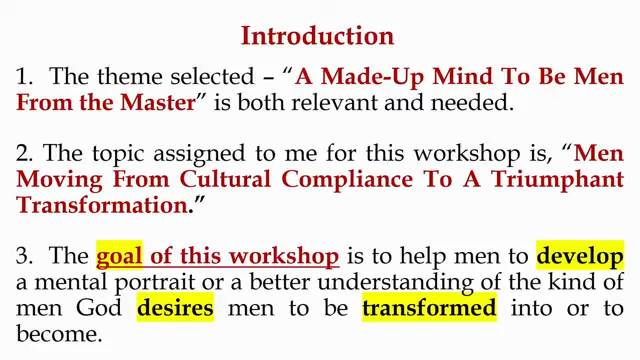 Introduction
1. The theme selected – “A Made-Up Mind To Be Men
From the Master” is both relevant and needed.
2. The topic assigned to me for this workshop is, “Men
Moving From Cultural Compliance To A Triumphant
Transformation.”
3. The goal of this workshop is to help men to develop
a mental portrait or a better understanding of the kind of
men God desires men to be transformed into or to
become.